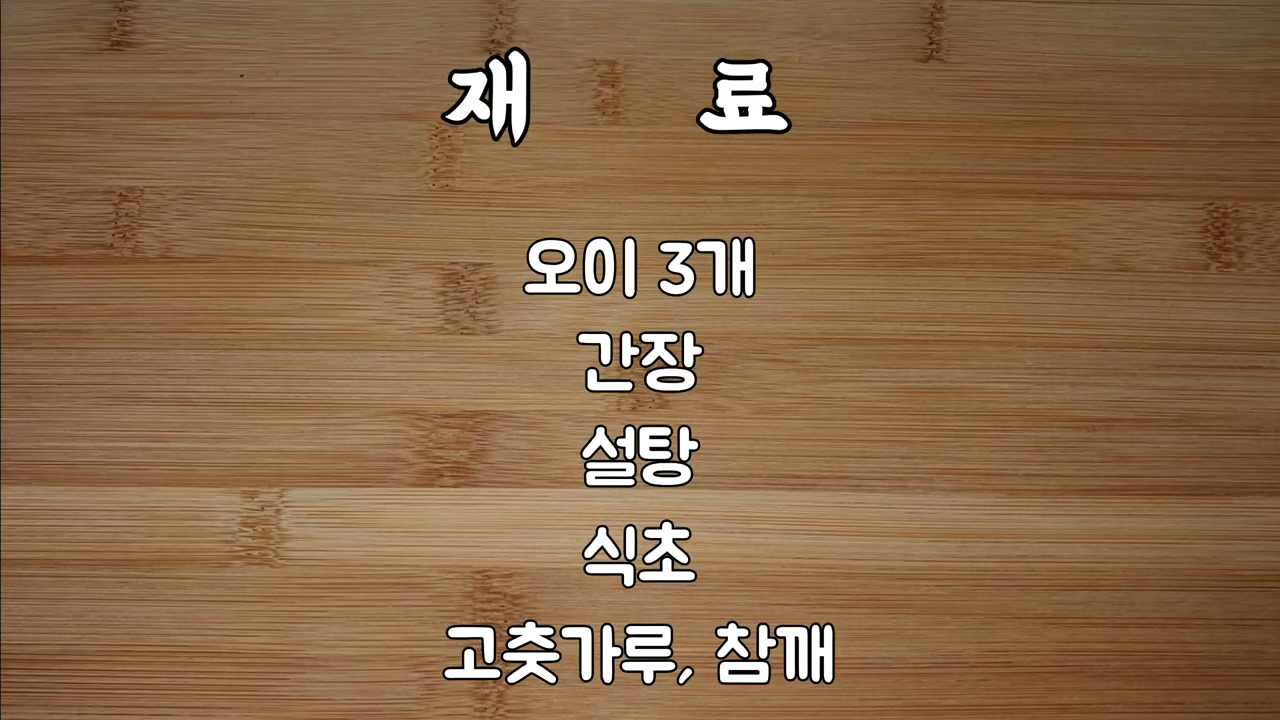 재 료
오이 3개
간장
설탕
식초
고춧가루, 참깨